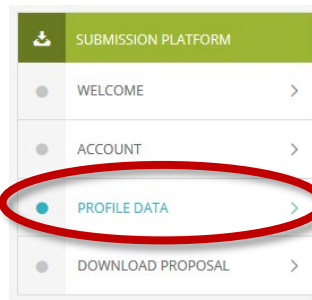 SUBMISSION PLATFORM
WELCOME
ACCOUNT
PROFILE DATA
DOWNLOAD PROPOSAL